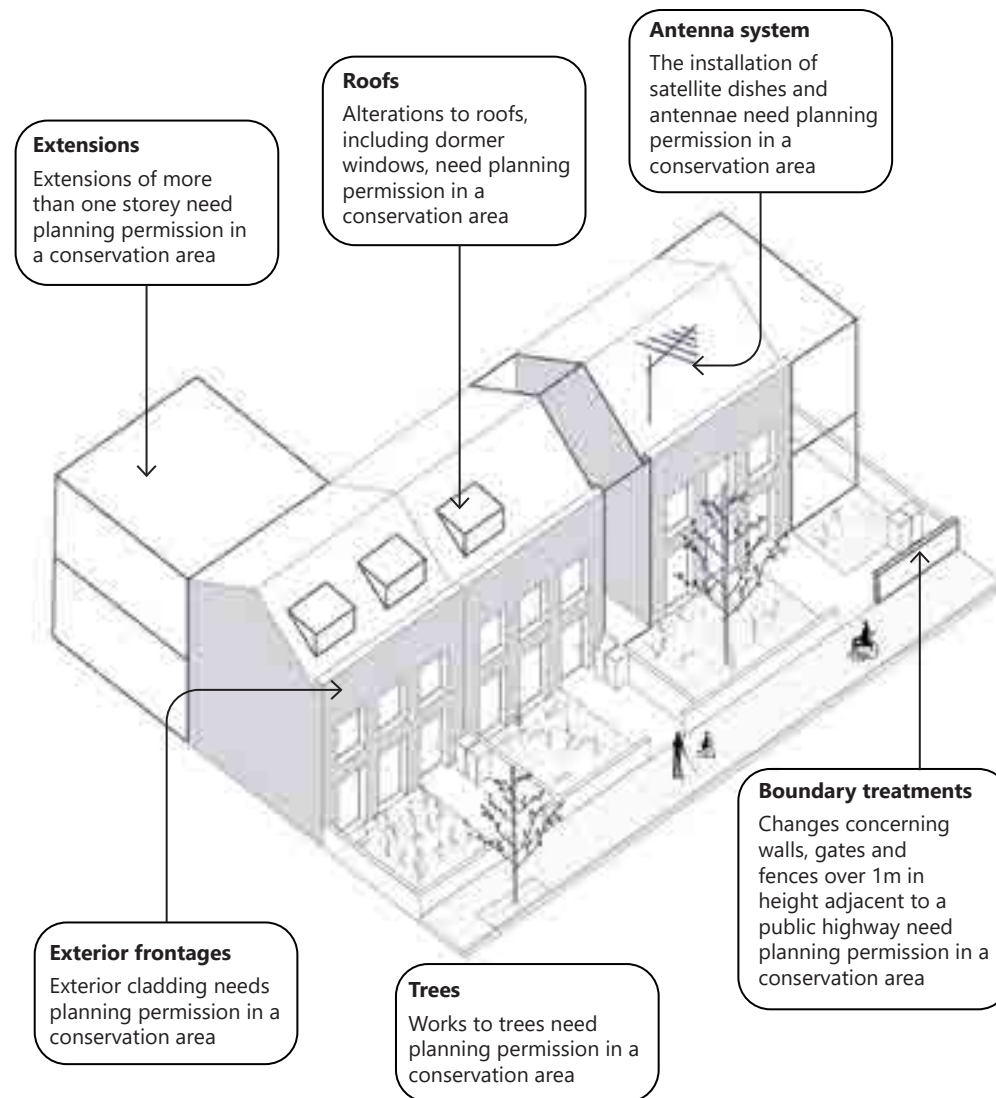 Antenna system
The installation of
satellite dishes and
antennae need planning
permission in a
conservation area
Roofs
Alterations to roofs,
including dormer
windows, need planning
permission in a
conservation area
Extensions
Extensions of more
than one storey need
planning permission in
a conservation area
Boundary treatments
Changes concerning
walls, gates and
fences over 1m in
height adjacent to a
public highway need
planning permission in a
conservation area
Exterior frontages
Exterior cladding needs
planning permission in a
conservation area
Trees
Works to trees need
planning permission in a
conservation area